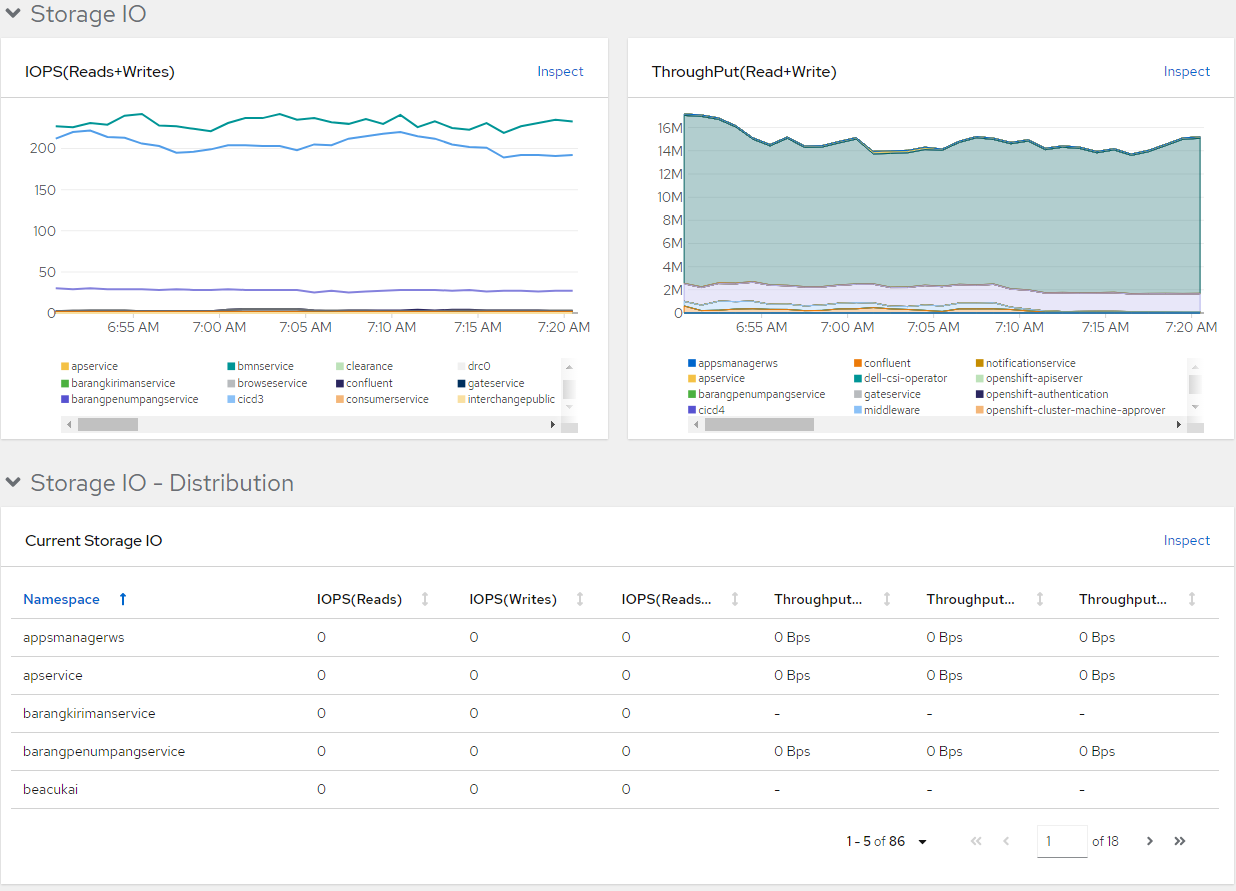 Storage IO
IOPS(Reads+Writes) Inspect
200
150
100
50
0
6:55 AM 7:00 AM 7:05 AM 7:10 AM 7:15 AM 7:20 AM
apservice bmnservice clearance drc0
barangkirimanservice browseservice confluent gateservice
barangpenumpangservice cicd3 consumerservice interchangepublic
ThroughPut(Read+Write) Inspect
16M
14M
12M
10M
8M
6M
4M
2M
0
6:55 AM 7:00 AM 7:05 AM 7:10 AM 7:15 AM 7:20 AM
appsmanagerws confluent notificationservice
apservice dell-csi-operator openshift-apiserver
barangpenumpangservice gateservice openshift-authentication
cicd4 middleware openshift-cluster-machine-approver
Storage IO - Distribution
Current Storage IO Inspect
Namespace IOPS(Reads) IOPS(Writes) IOPS(Reads... Throughput... Throughput... Throughput...
appsmanagerws 0 0 0 0 Bps 0 Bps 0 Bps
apservice 0 0 0 0 Bps 0 Bps 0 Bps
barangkirimanservice 0 0 0 - - -
barangpenumpangservice 0 0 0 0 Bps 0 Bps 0 Bps
beacukai 0 0 0 - - -
1 - 5 of 86 1 of 18